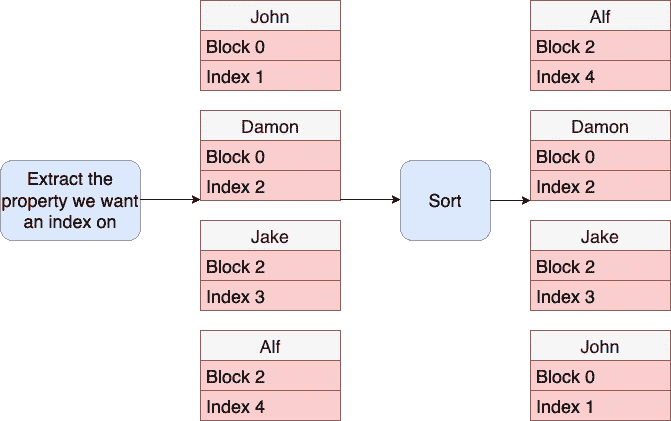 Extract the
property we want
an index on
John
Block 0
Index 1
Damon
Block 0
Index 2
Jake
Block 2
Index 3
Alf
Block 2
Index 4
Sort
Alf
Block 2
Index 4
Damon
Block 0
Index 2
Jake
Block 2
Index 3
John
Block 0
Index 1